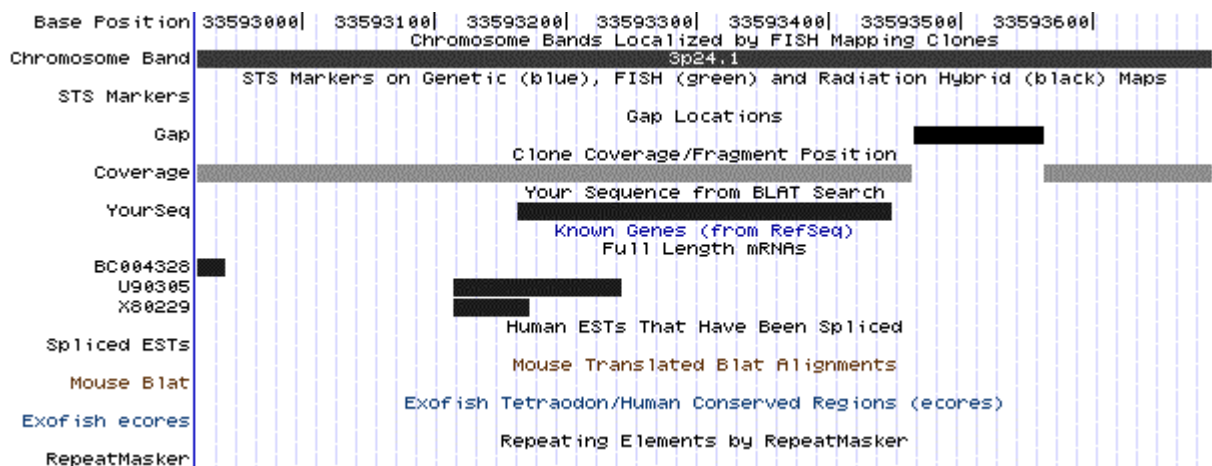 Base Position 33593000| 33593100| 33593200| 33593300| 33593400| 33593500| 33593600|
Chromosome Bands Localized by FISH Mapping Clones
Chromosome Band 3p24.1
STS Markers on Genetic (blue), FISH (green) and Radiation Hybrid (black) Maps
STS Markers
Gap Locations
Gap
Clone Coverage/Fragment Position
Coverage
Your Sequence from BLAT Search
YourSeq
Known Genes (from RefSeq)
Full Length mRNAs
BC004328
U90305
X80229
Human ESTs That Have Been Spliced
Spliced ESTs
Mouse Translated Blat Alignments
Mouse Blat
Exofish Tetraodon/Human Conserved Regions (ecores)
Exofish ecores
Repeating Elements by RepeatMasker
RepeatMasker